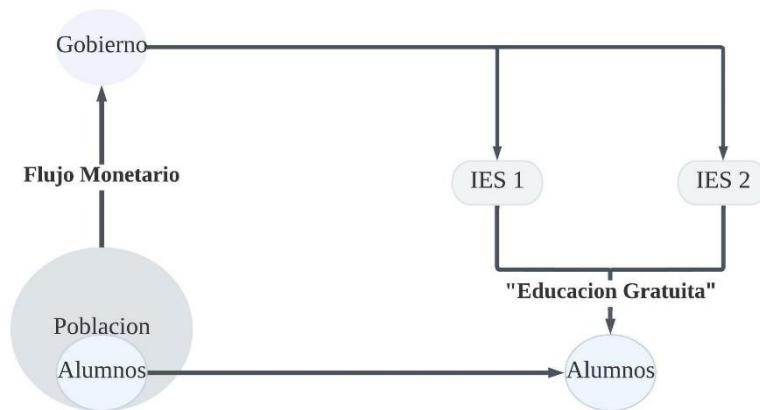 Gobierno
Flujo Monetario
IES 1
IES 2
"Educacion Gratuita"
Poblacion
Alumnos
Alumnos